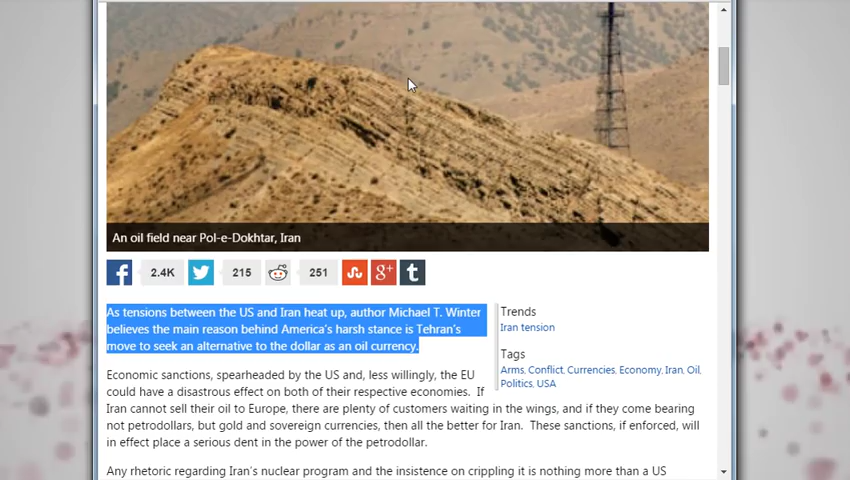 An oil field near Pol-e-Dokhtar, Iran
f 2.4K 215 251 g+ t
As tensions between the US and Iran heat up, author Michael T. Winter
believes the main reason behind America's harsh stance is Tehran's
move to seek an alternative to the dollar as an oil currency.
Trends
Iran tension
Tags
Arms, Conflict, Currencies, Economy, Iran, Oil,
Politics, USA
Economic sanctions, spearheaded by the US and, less willingly, the EU
could have a disastrous effect on both of their respective economies. If
Iran cannot sell their oil to Europe, there are plenty of customers waiting in the wings, and if they come bearing
not petrodollars, but gold and sovereign currencies, then all the better for Iran. These sanctions, if enforced, will
in effect place a serious dent in the power of the petrodollar.
Any rhetoric regarding Iran's nuclear program and the insistence on crippling it is nothing more than a US